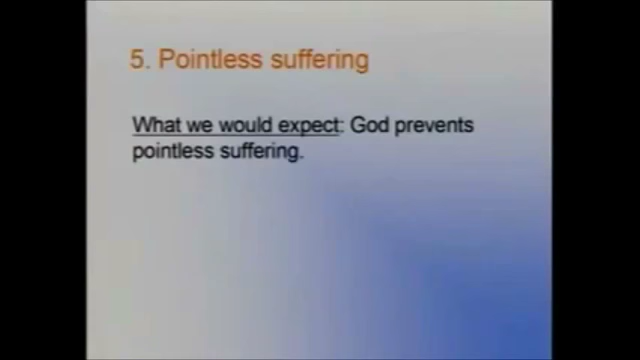 5. Pointless suffering
What we would expect: God prevents
pointless suffering.